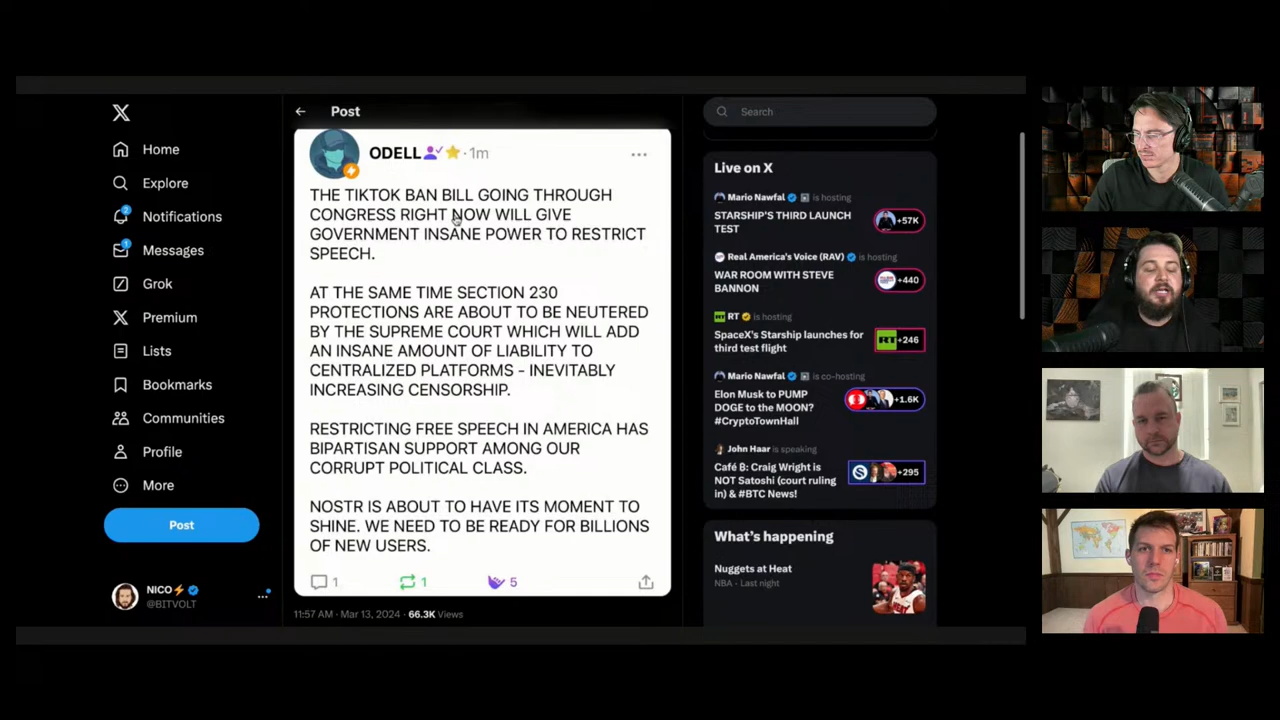 Home
Explore
2
Notifications
1
Messages
Grok
Premium
Lists
Bookmarks
Communities
Profile
More
Post
NICO⚡
@BITVOLT
Post
ODELL
· 1m
THE TIKTOK BAN BILL GOING THROUGH
CONGRESS RIGHT NOW WILL GIVE
GOVERNMENT INSANE POWER TO RESTRICT
SPEECH.
AT THE SAME TIME SECTION 230
PROTECTIONS ARE ABOUT TO BE NEUTERED
BY THE SUPREME COURT WHICH WILL ADD
AN INSANE AMOUNT OF LIABILITY TO
CENTRALIZED PLATFORMS - INEVITABLY
INCREASING CENSORSHIP.
RESTRICTING FREE SPEECH IN AMERICA HAS
BIPARTISAN SUPPORT AMONG OUR
CORRUPT POLITICAL CLASS.
NOSTR IS ABOUT TO HAVE ITS MOMENT TO
SHINE. WE NEED TO BE READY FOR BILLIONS
OF NEW USERS.
1
1
5
11:57 AM · Mar 13, 2024 · 66.3K Views
Search
Live on X
Mario Nawfal is hosting
STARSHIP'S THIRD LAUNCH
TEST
+57K
Real America's Voice (RAV) is hosting
WAR ROOM WITH STEVE
BANNON
+440
RT is hosting
SpaceX's Starship launches for
third test flight
RT
+246
Mario Nawfal is co-hosting
Elon Musk to PUMP
DOGE to the MOON?
#CryptoTownHall
+1.6K
John Haar is speaking
Café B: Craig Wright is
NOT Satoshi (court ruling
in) & #BTC News!
+295
What's happening
Nuggets at Heat
NBA · Last night